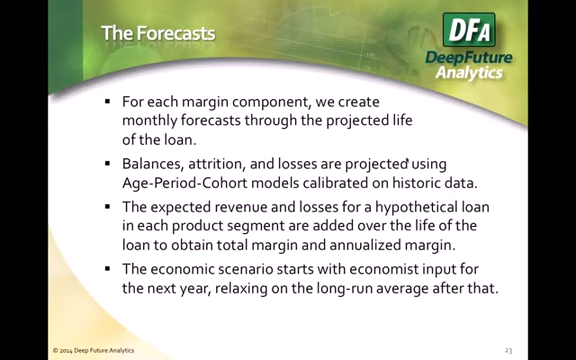 The Forecasts
DFA
DeepFuture
Analytics
▪ For each margin component, we create
monthly forecasts through the projected life
of the loan.
▪ Balances, attrition, and losses are projected using
Age-Period-Cohort models calibrated on historic data.
▪ The expected revenue and losses for a hypothetical loan
in each product segment are added over the life of the
loan to obtain total margin and annualized margin.
▪ The economic scenario starts with economist input for
the next year, relaxing on the long-run average after that.
© 2014 Deep Future Analytics
23